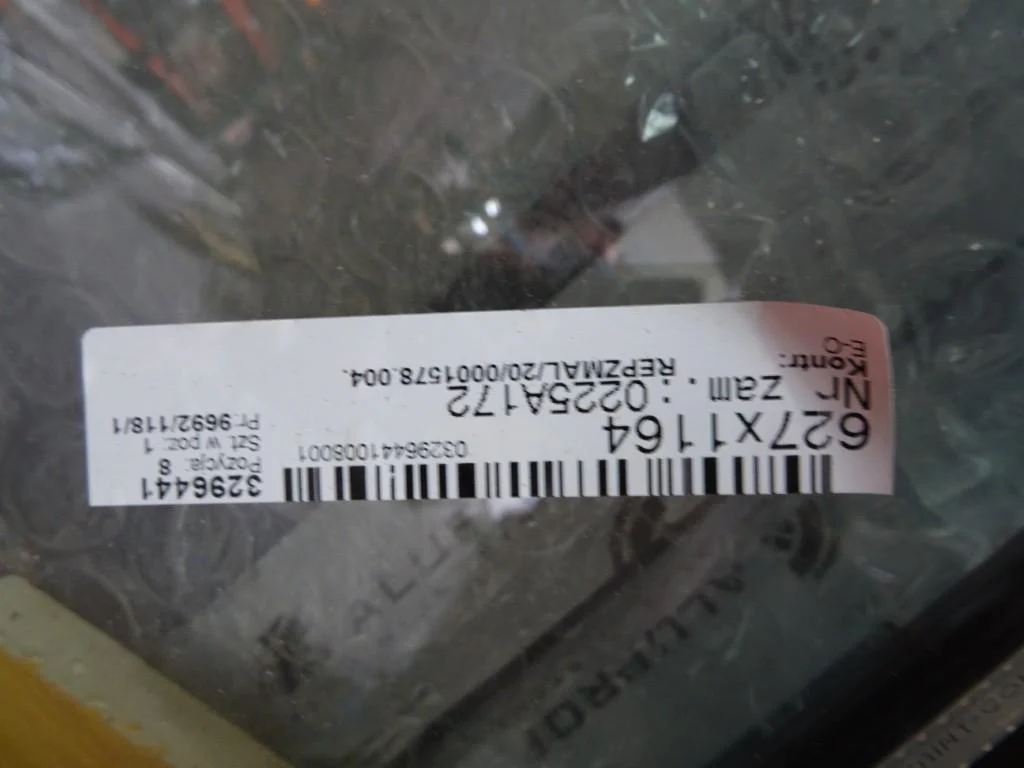 3296441
Pozycja: 8
Szt w poz: 1
Pr:9692/118/1
03296441008001
627x1164
Nr zam.:0225A172
Kontr:
REPZMAL/20/0001578.004.